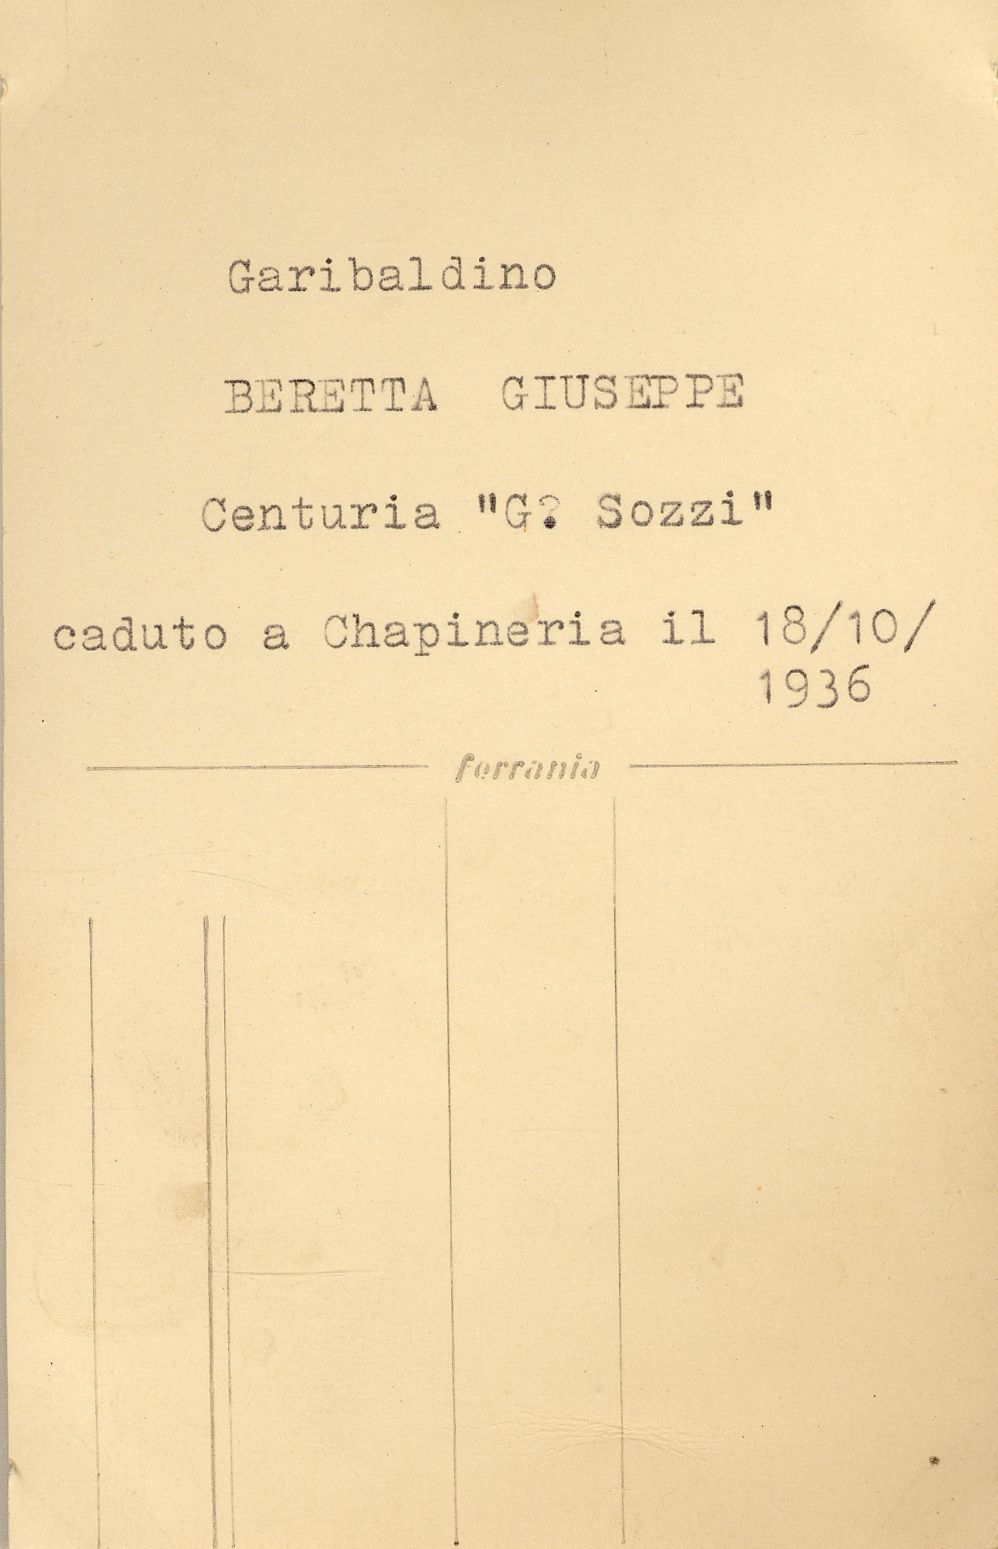 Garibaldino
BERETTA GIUSEPPE
Centuria "G? Sozzi"
caduto a Chapineria il 18/10/
1936
ferrania